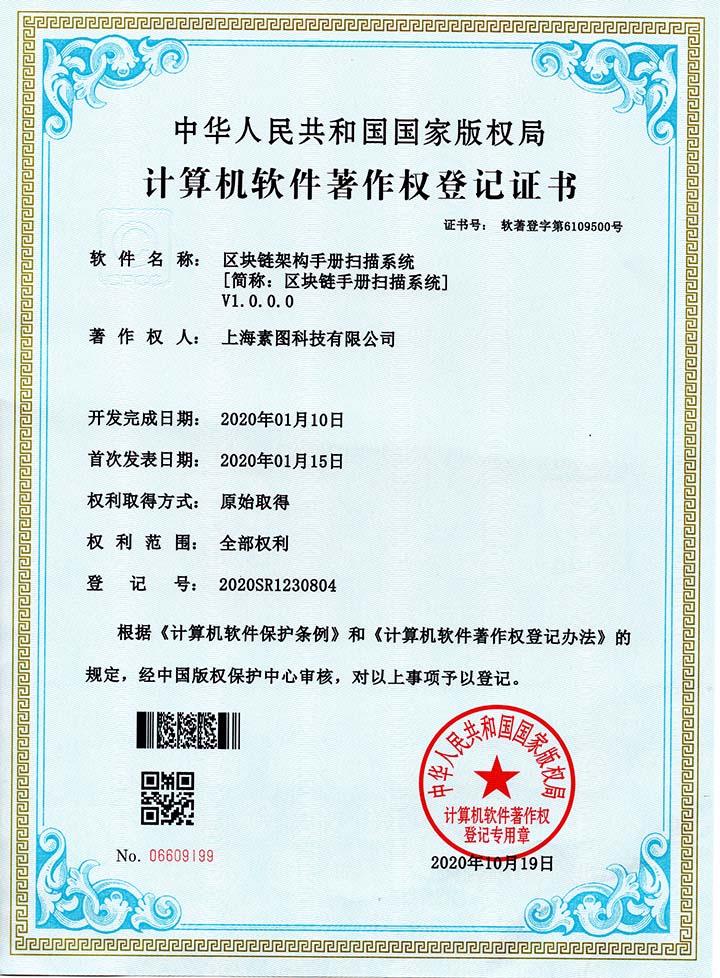 中华人民共和国国家版权局
计算机软件著作权登记证书
证书号： 软著登字第6109500号
软件名称： 区块链架构手册扫描系统
[简称：区块链手册扫描系统]
V1.0.0.0
著作权人： 上海素图科技有限公司
开发完成日期： 2020年01月10日
首次发表日期： 2020年01月15日
权利取得方式： 原始取得
权利范围： 全部权利
登记号： 2020SR1230804
根据《计算机软件保护条例》和《计算机软件著作权登记办法》的
规定，经中国版权保护中心审核，对以上事项予以登记。
中华人民共和国国家版权局
计算机软件著作权
登记专用章
No. 06609199
2020年10月19日
CPCC